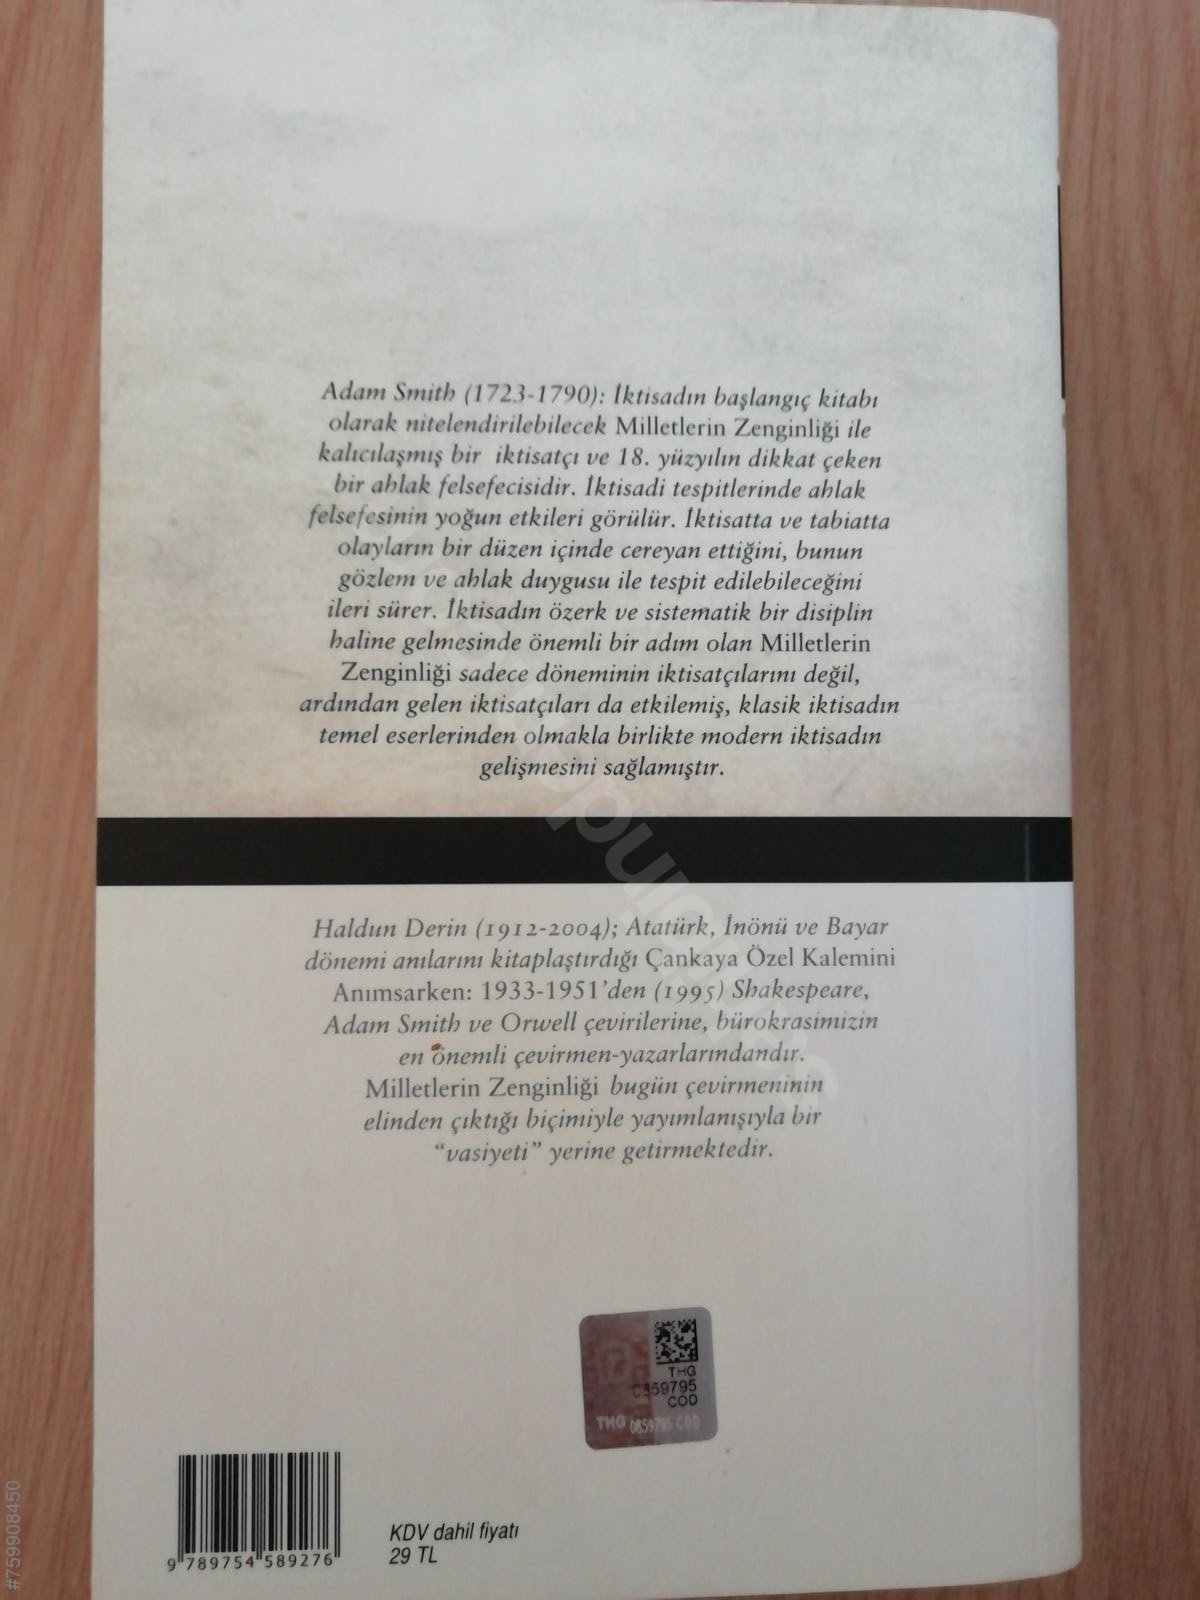 Adam Smith (1723-1790): İktisadın başlangıç kitabı
olarak nitelendirilebilecek Milletlerin Zenginliği ile
kalıcılaşmış bir iktisatçı ve 18. yüzyılın dikkat çeken
bir ahlak felsefecisidir. İktisadi tespitlerinde ahlak
felsefesinin yoğun etkileri görülür. İktisatta ve tabiatta
olayların bir düzen içinde cereyan ettiğini, bunun
gözlem ve ahlak duygusu ile tespit edilebileceğini
ileri sürer. İktisadın özerk ve sistematik bir disiplin
haline gelmesinde önemli bir adım olan Milletlerin
Zenginliği sadece döneminin iktisatçılarını değil,
ardından gelen iktisatçıları da etkilemiş, klasik iktisadın
temel eserlerinden olmakla birlikte modern iktisadın
gelişmesini sağlamıştır.
Haldun Derin (1912-2004); Atatürk, İnönü ve Bayar
dönemi anılarını kitaplaştırdığı Çankaya Özel Kalemini
Anımsarken: 1933-1951'den (1995) Shakespeare,
Adam Smith ve Orwell çevirilerine, bürokrasimizin
en önemli çevirmen-yazarlarındandır.
Milletlerin Zenginliği bugün çevirmeninin
elinden çıktığı biçimiyle yayımlanışıyla bir
“vasiyeti” yerine getirmektedir.
THG
COD
THG 0859795 COD
9 789754 589276
KDV dahil fiyatı
29 TL
#759908450